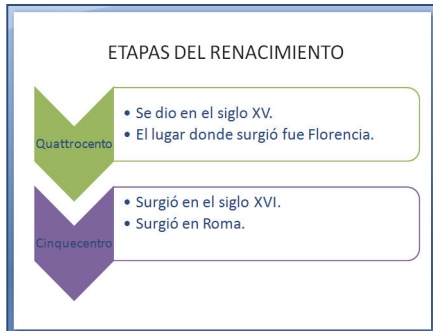 ETAPAS DEL RENACIMIENTO
Quattrocento
• Se dio en el siglo XV.
• El lugar donde surgió fue Florencia.
Cinquecentro
• Surgió en el siglo XVI.
• Surgió en Roma.